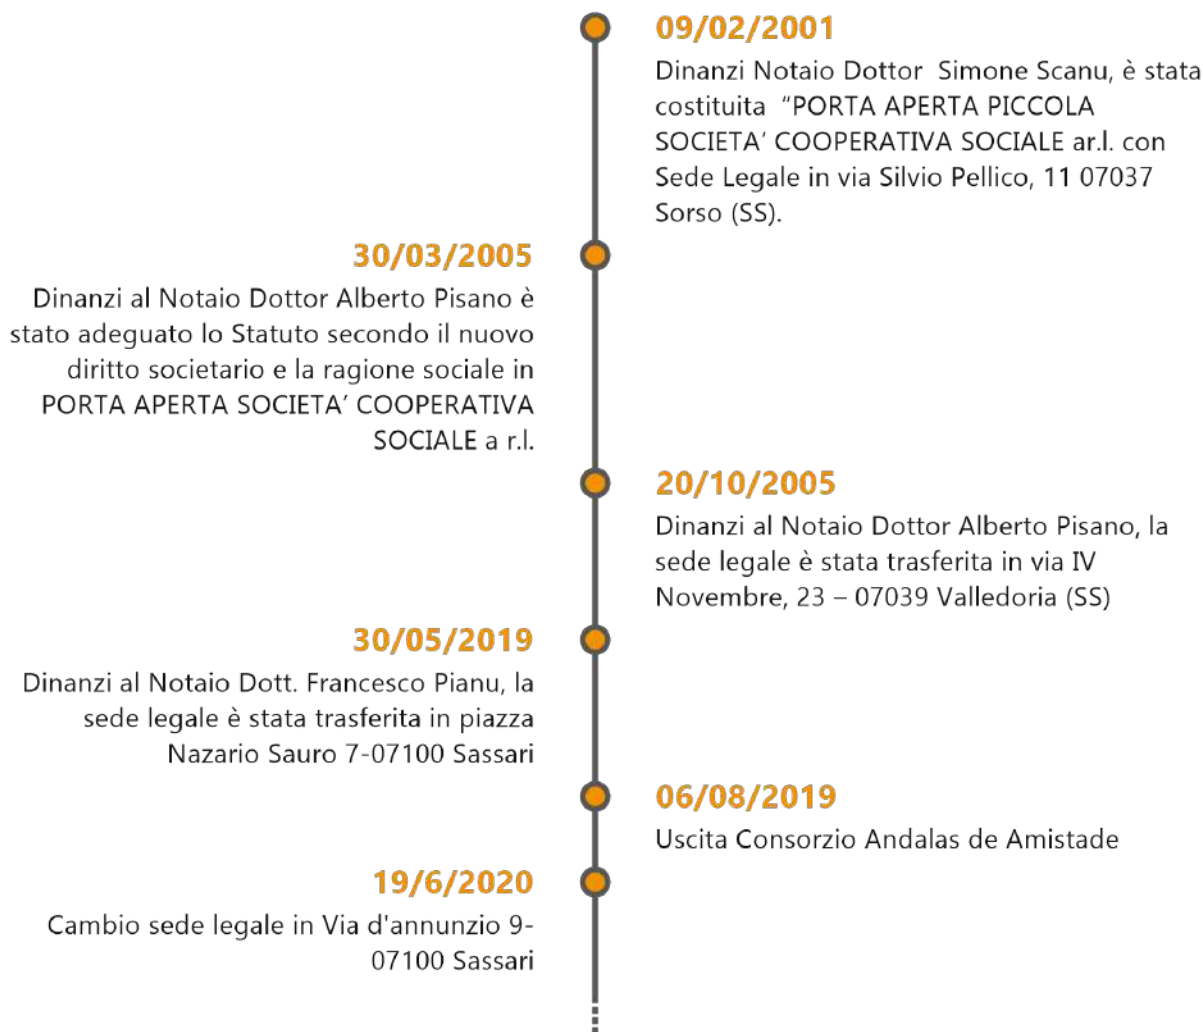 09/02/2001
Dinanzi Notaio Dottor  Simone Scanu, è stata
costituita  “PORTA APERTA PICCOLA
SOCIETA’ COOPERATIVA SOCIALE ar.l. con
Sede Legale in via Silvio Pellico, 11 07037
Sorso (SS).
30/03/2005
Dinanzi al Notaio Dottor Alberto Pisano è
stato adeguato lo Statuto secondo il nuovo
diritto societario e la ragione sociale in
PORTA APERTA SOCIETA’ COOPERATIVA
SOCIALE a r.l.
20/10/2005
Dinanzi al Notaio Dottor Alberto Pisano, la
sede legale è stata trasferita in via IV
Novembre, 23 – 07039 Valledoria (SS)
30/05/2019
Dinanzi al Notaio Dott. Francesco Pianu, la
sede legale è stata trasferita in piazza
Nazario Sauro 7-07100 Sassari
06/08/2019
Uscita Consorzio Andalas de Amistade
19/6/2020
Cambio sede legale in Via d'annunzio 9-
07100 Sassari